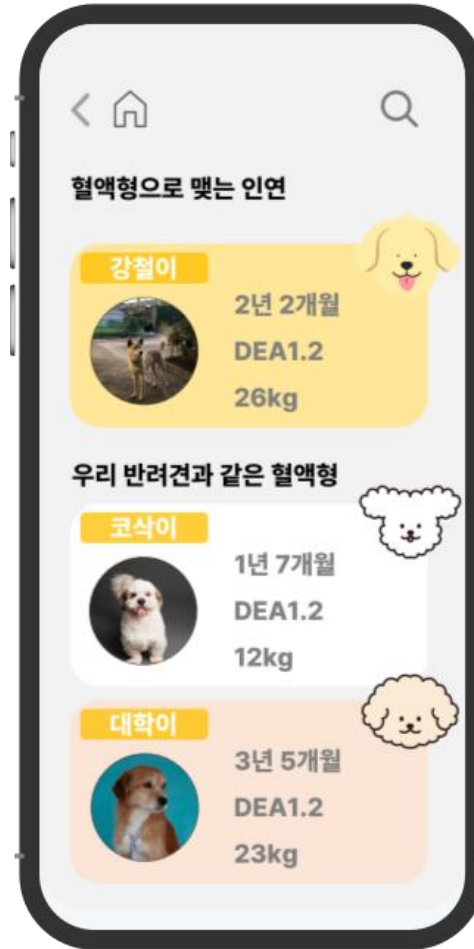 혈액형으로 맺는 인연
강철이
2년 2개월
DEA1.2
26kg
우리 반려견과 같은 혈액형
코삭이
1년 7개월
DEA1.2
12kg
대학이
3년 5개월
DEA1.2
23kg